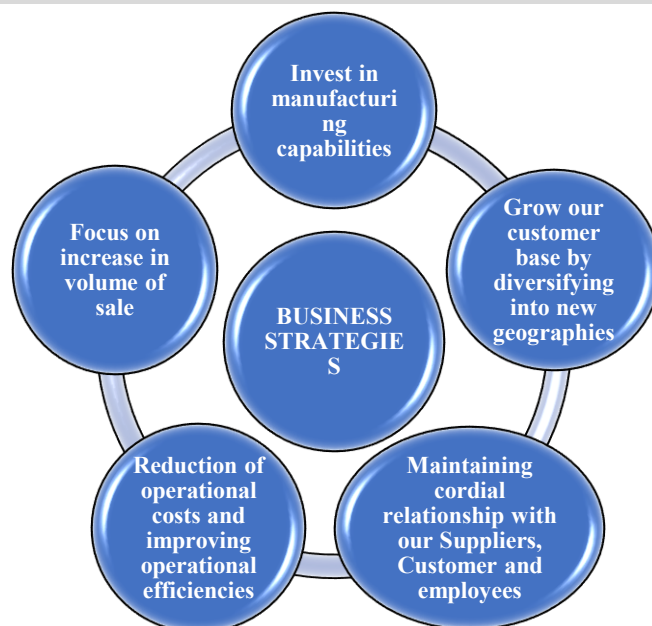 Invest in
manufacturi
ng
capabilities
Grow our
customer
base by
diversifying
into new
geographies
Maintaining
cordial
relationship with
our Suppliers,
Customer and
employees
Reduction of
operational
costs and
improving
operational
efficiencies
Focus on
increase in
volume of
sale
BUSINESS
STRATEGIE
S